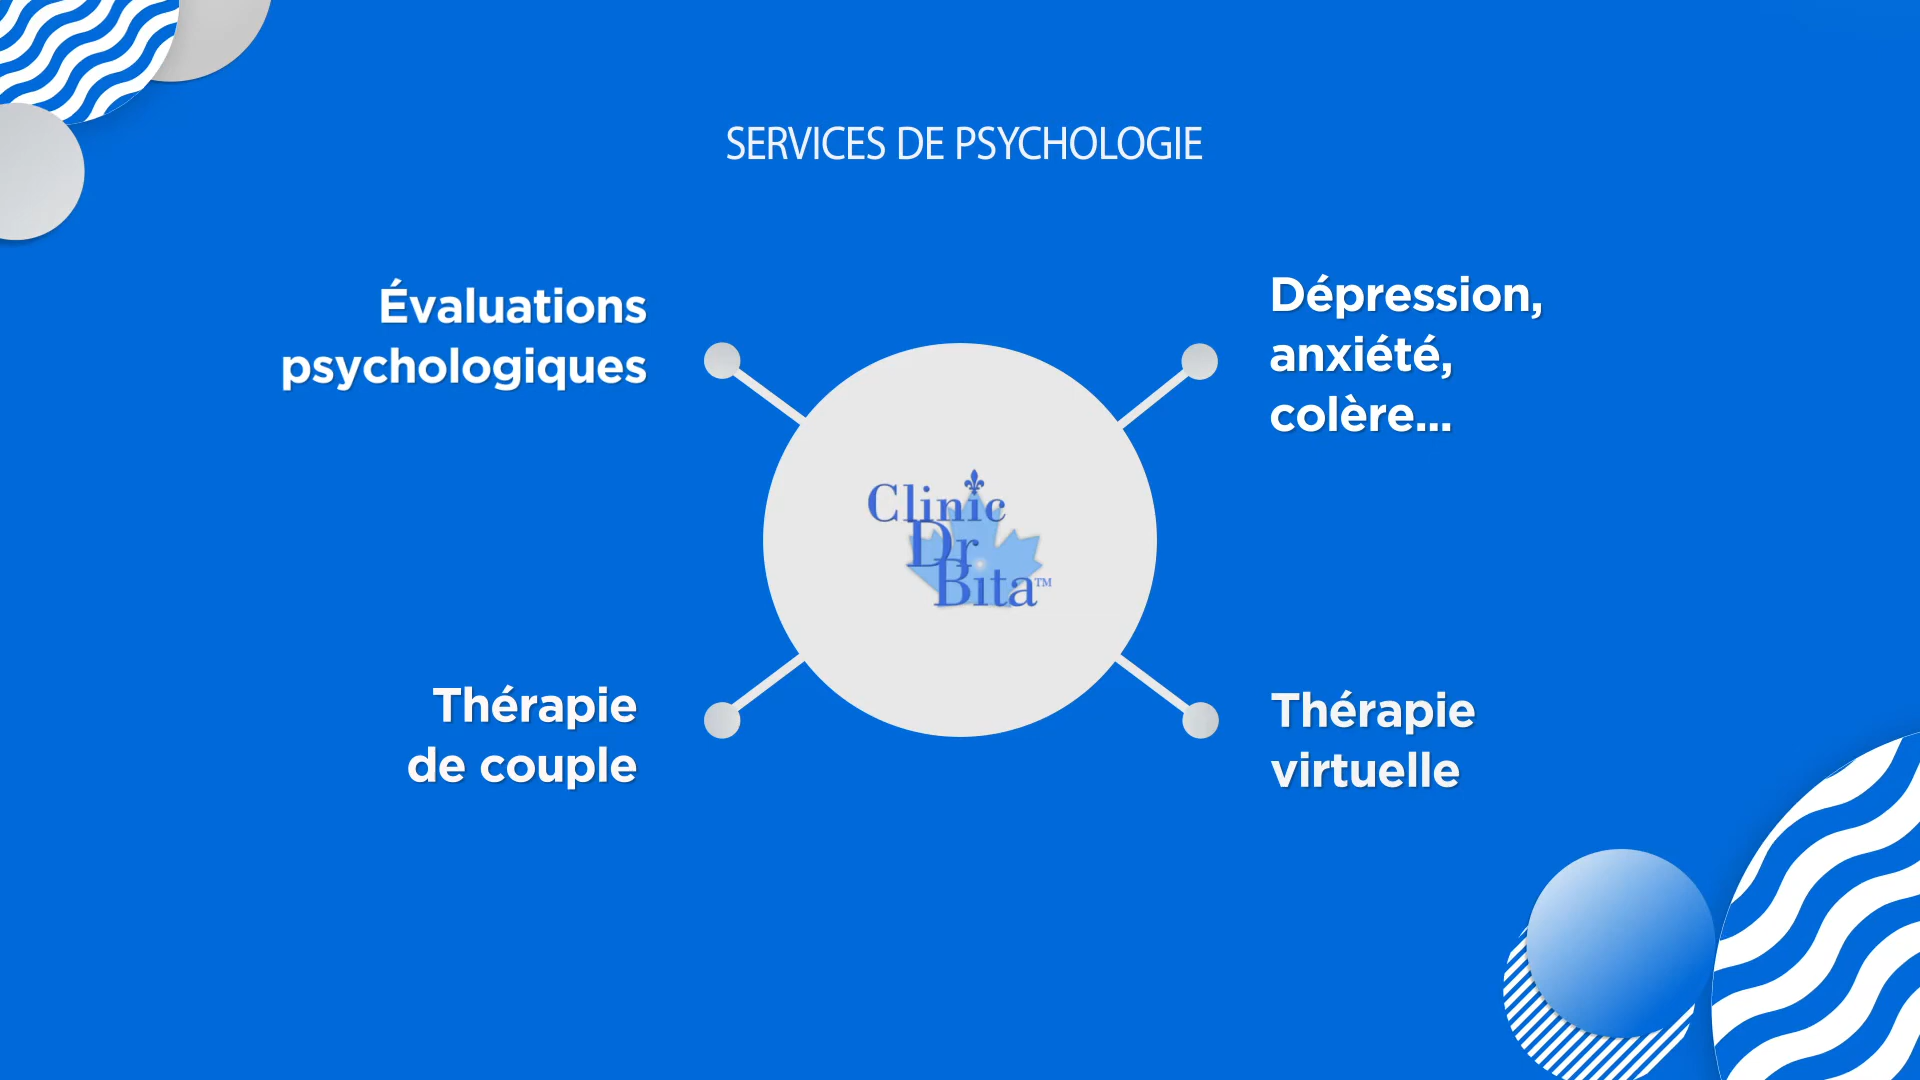 SERVICES DE PSYCHOLOGIE
Évaluations
psychologiques
Dépression,
anxiété,
colère...
Clinic
Dr
Bita™
Thérapie
de couple
Thérapie
virtuelle